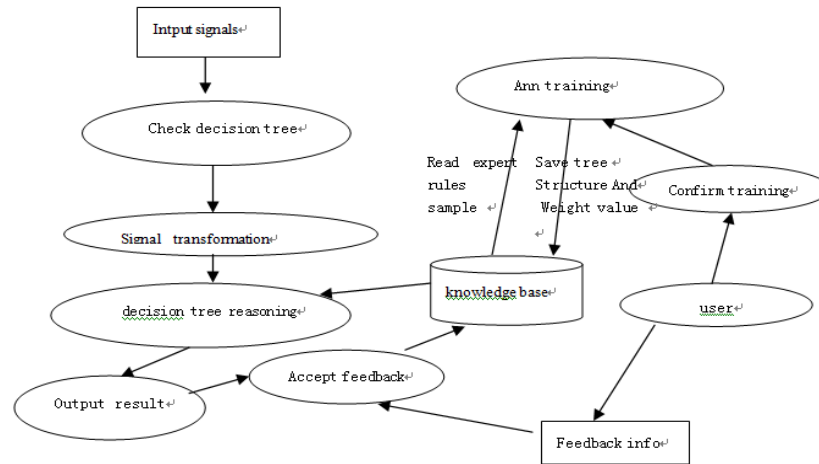 Intput signals
Ann training
Check decision tree
Read expert
rules
sample
Save tree
Structure And
Weight value
Confirm training
Signal transformation
knowledge base
decision tree reasoning
user
Accept feedback
Output result
Feedback info